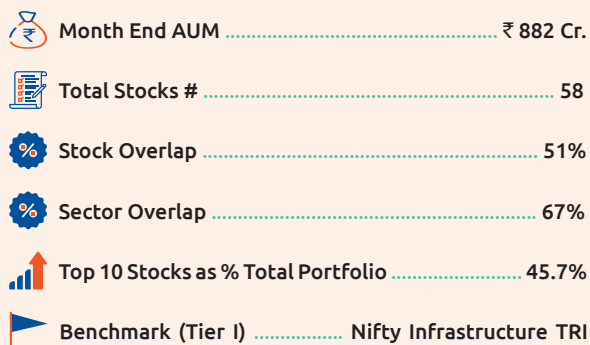 Month End AUM ........................................ ₹ 882 Cr.
Total Stocks # ..................................................... 58
Stock Overlap .................................................. 51%
% Sector Overlap ................................................ 67%
Top 10 Stocks as % Total Portfolio .................... 45.7%
Benchmark (Tier I) ............. Nifty Infrastructure TRI